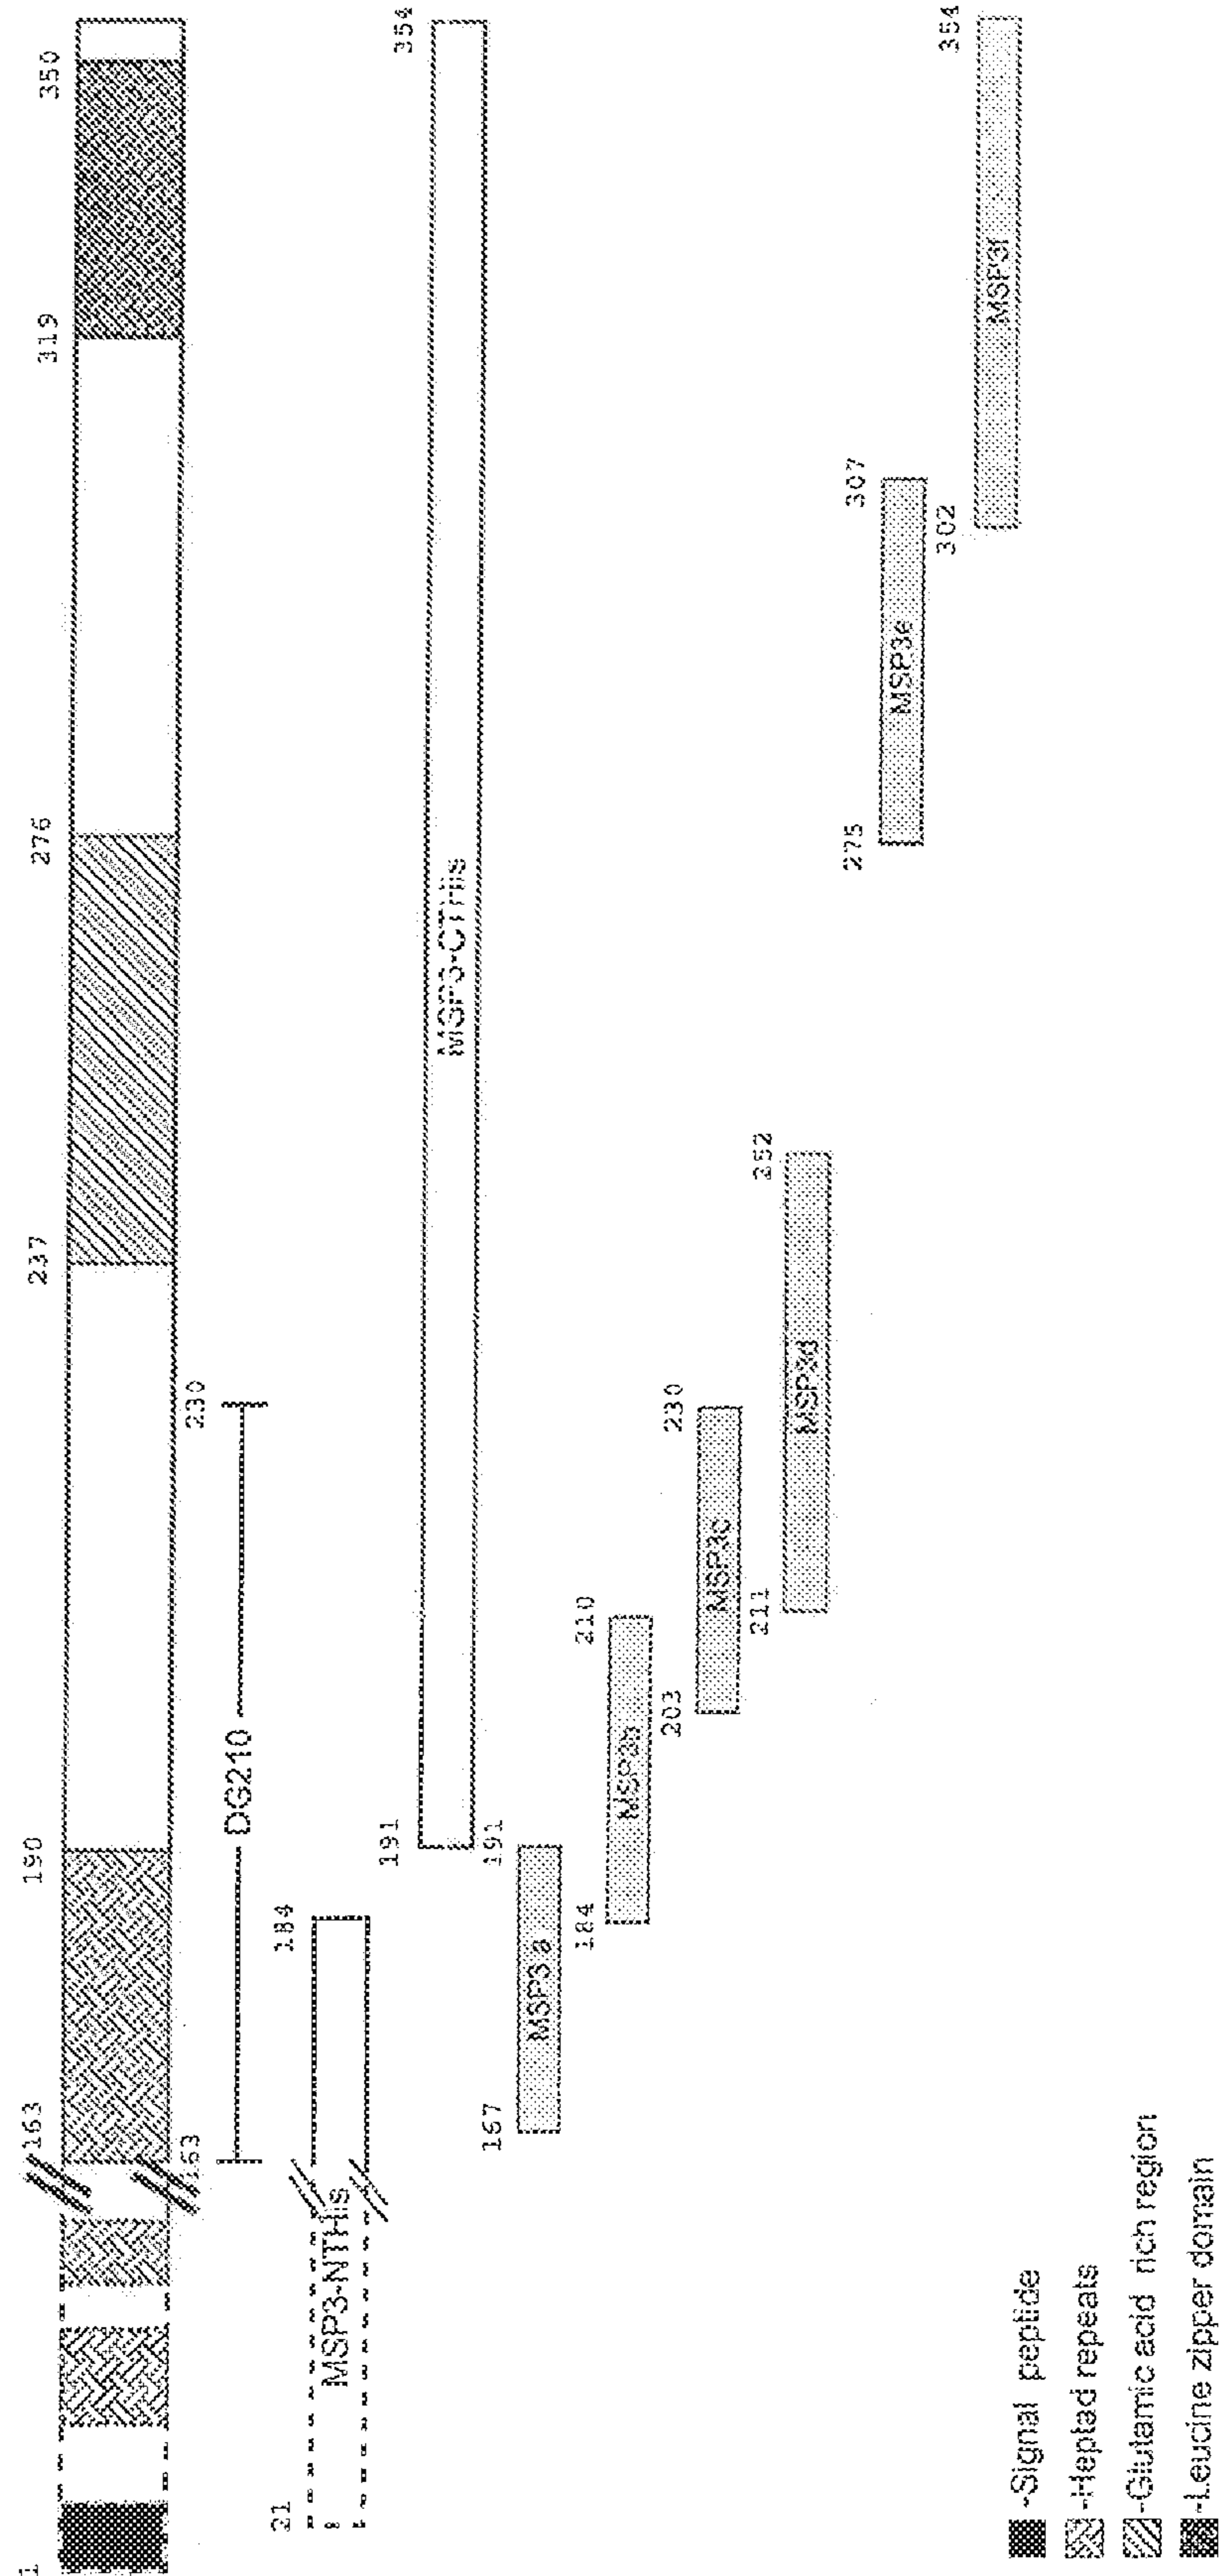 1
163
190
237
276
319
350
163
230
DG210
21
184
MSP3-NTHis
191
354
MSP3-CTHis
167
191
MSP3 a
184
210
MSP3b
203
230
MSP3c
211
252
MSP3d
275
307
MSP3e
302
354
MSP3f
-Signal peptide
-Heptad repeats
-Glutamic acid rich region
-Leucine zipper domain